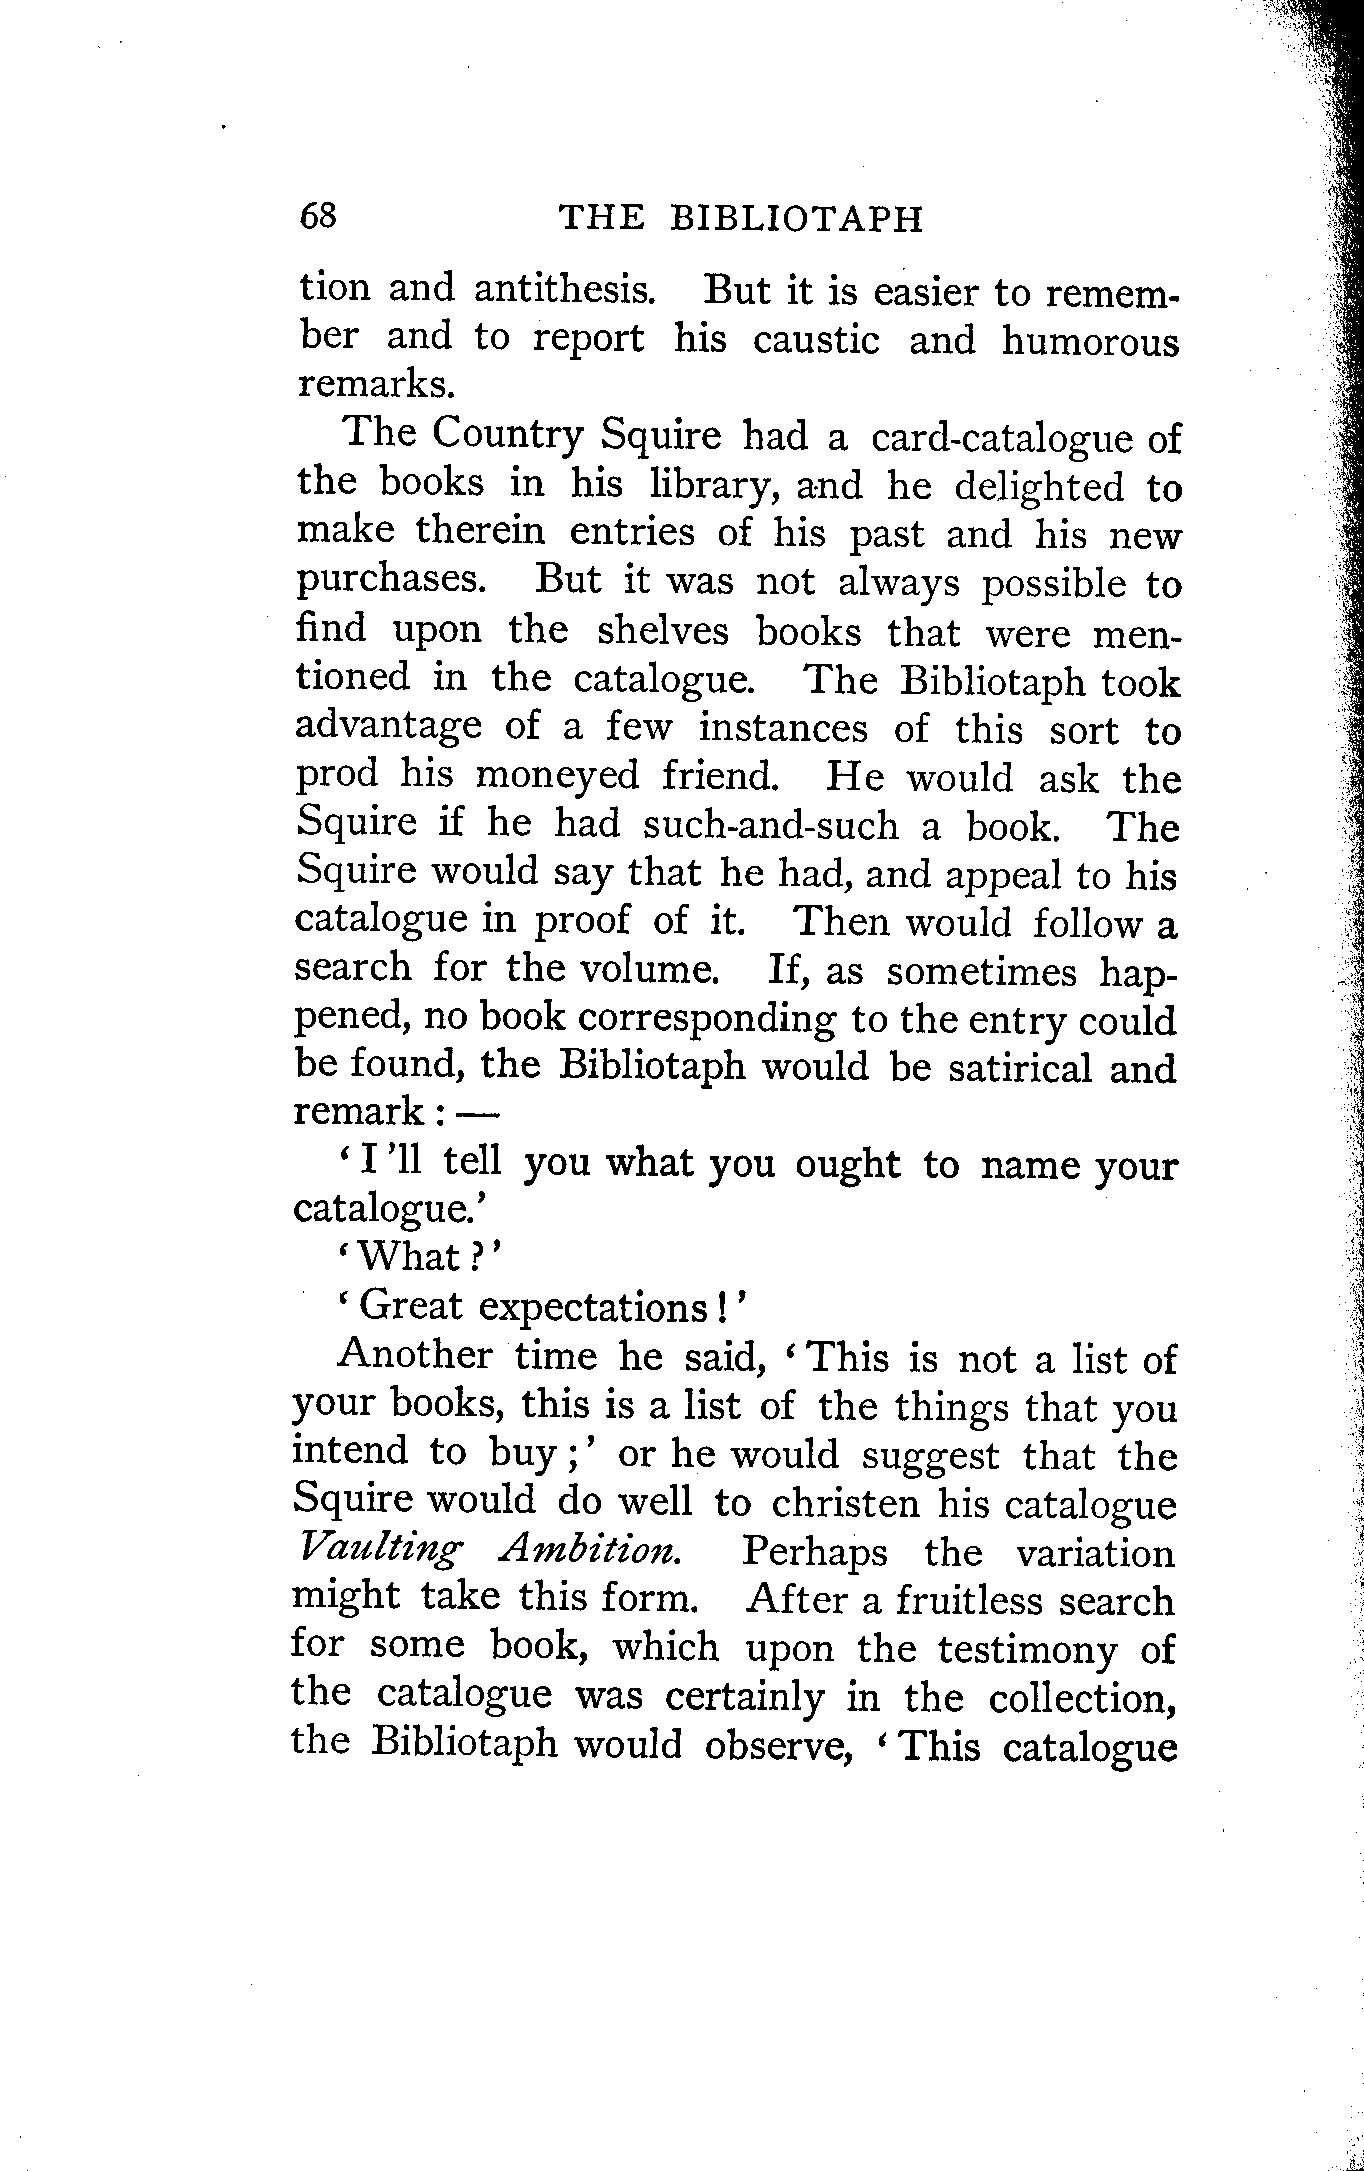 68 THE BIBLIOTAPH
tion and antithesis. But it is easier to remem-
ber and to report his caustic and humorous
remarks.
The Country Squire had a card-catalogue of
the books in his library, and he delighted to
make therein entries of his past and his new
purchases. But it was not always possible to
find upon the shelves books that were men-
tioned in the catalogue. The Bibliotaph took
advantage of a few instances of this sort to
prod his moneyed friend. He would ask the
Squire if he had such-and-such a book. The
Squire would say that he had, and appeal to his
catalogue in proof of it. Then would follow a
search for the volume. If, as sometimes hap-
pened, no book corresponding to the entry could
be found, the Bibliotaph would be satirical and
remark : —
‘ I ’ll tell you what you ought to name your
catalogue.’
‘ What ? ’
‘ Great expectations ! ’
Another time he said, ‘ This is not a list of
your books, this is a list of the things that you
intend to buy ; ’ or he would suggest that the
Squire would do well to christen his catalogue
Vaulting Ambition. Perhaps the variation
might take this form. After a fruitless search
for some book, which upon the testimony of
the catalogue was certainly in the collection,
the Bibliotaph would observe, ‘ This catalogue